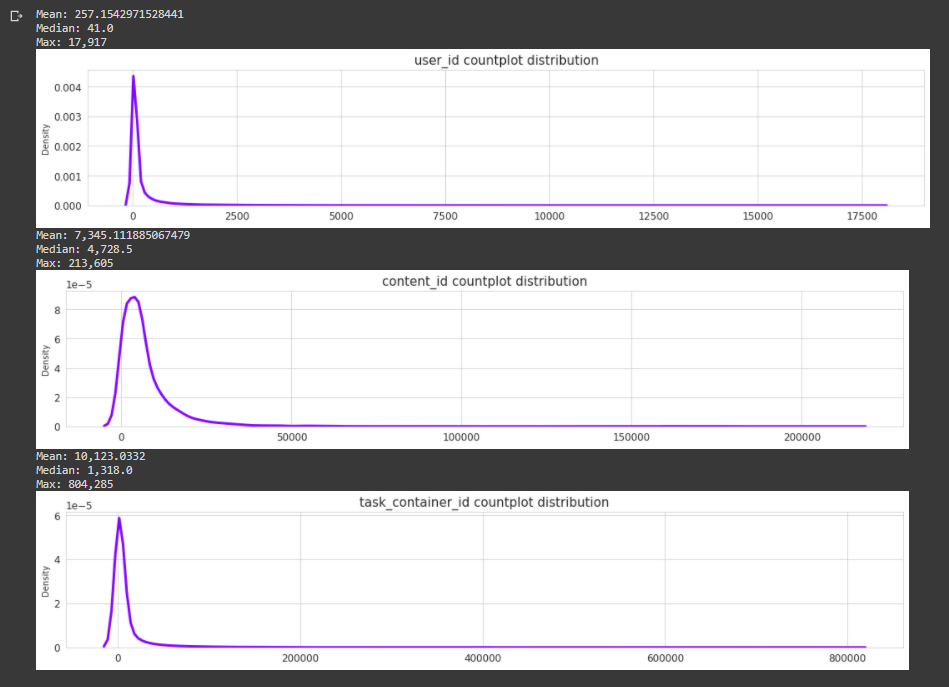 Mean: 257.1542971528441
Median: 41.0
Max: 17,917
user_id countplot distribution
0.004
0.003
0.002
0.001
0.000
Density
0 2500 5000 7500 10000 12500 15000 17500
Mean: 7,345.111885067479
Median: 4,728.5
Max: 213,605
content_id countplot distribution
1e−5
8
6
4
2
0
Density
0 50000 100000 150000 200000
Mean: 10,123.0332
Median: 1,318.0
Max: 804,285
task_container_id countplot distribution
1e−5
6
4
2
0
Density
0 200000 400000 600000 800000